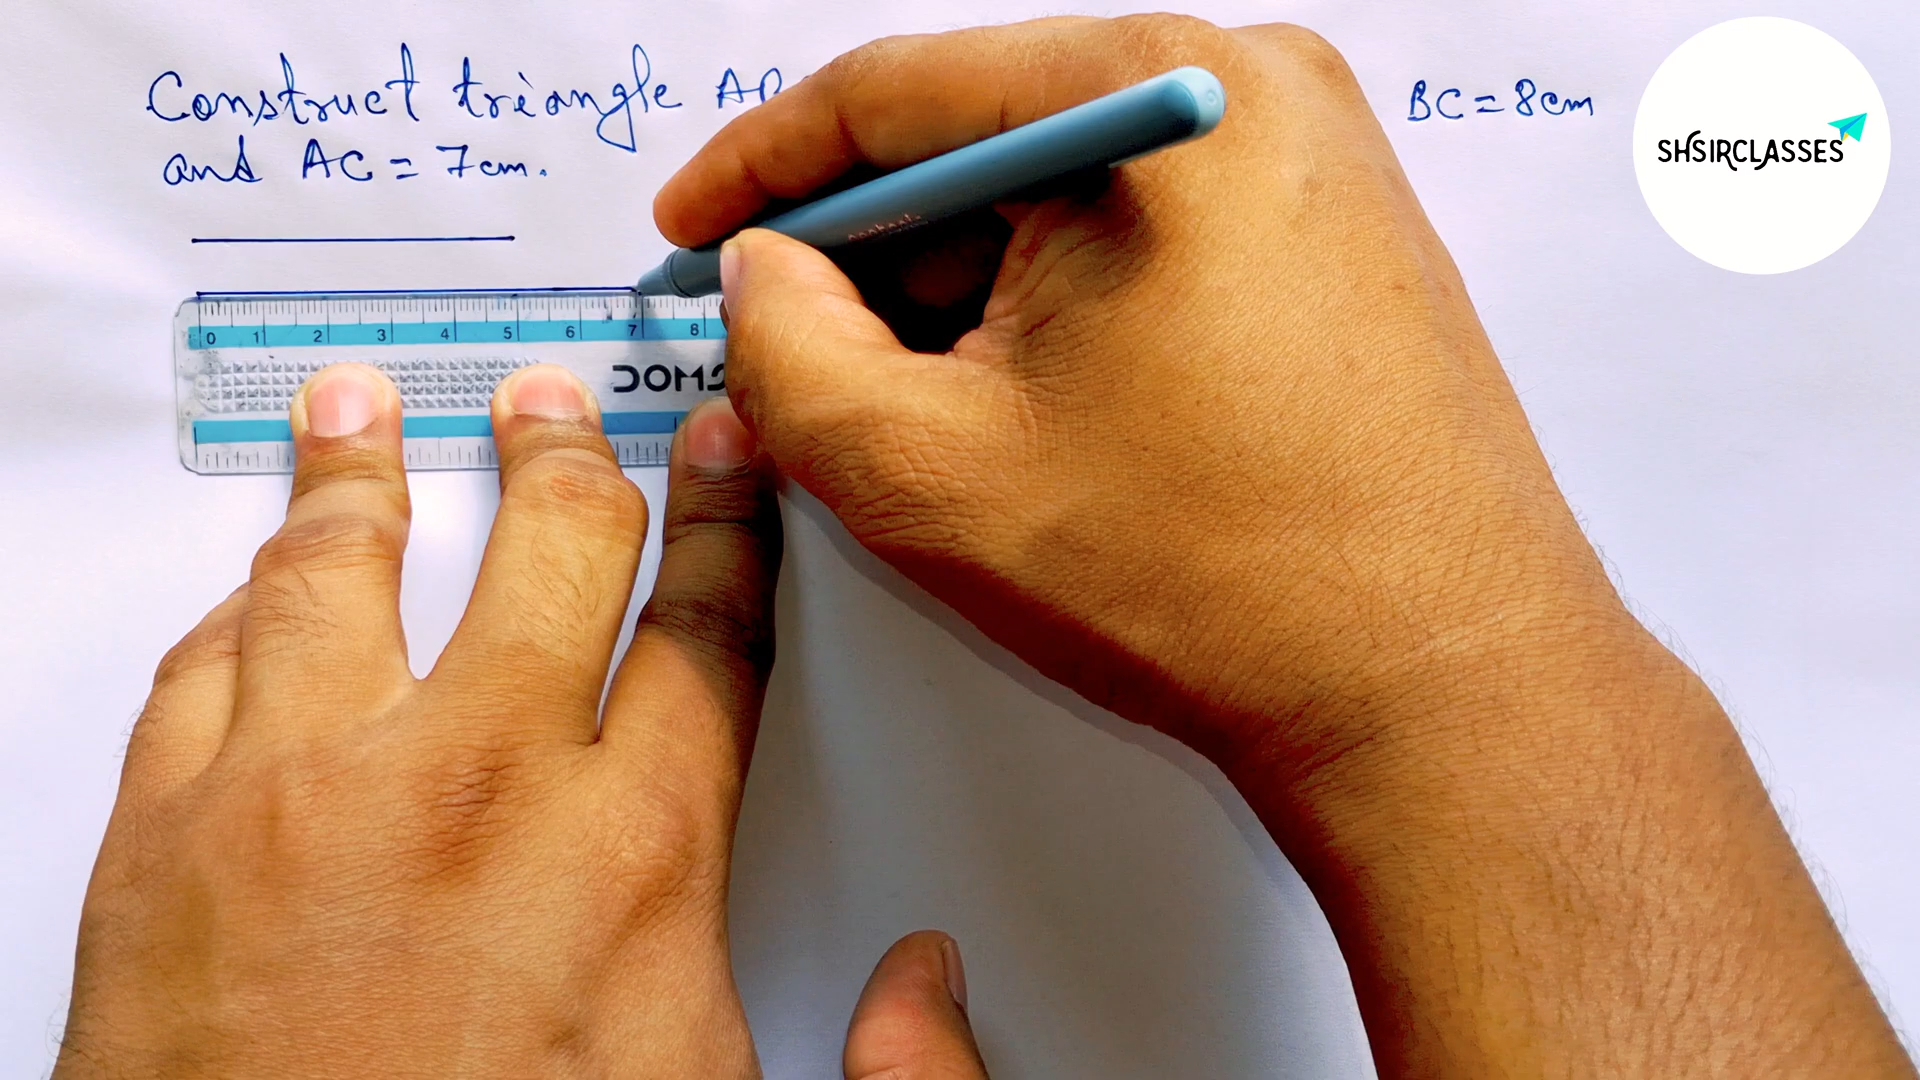 Construct triangle BC = 8cm
and AC = 7cm.
SHSIRCLASSES
0 1 2 3 4 5 6 7 8
DOMS